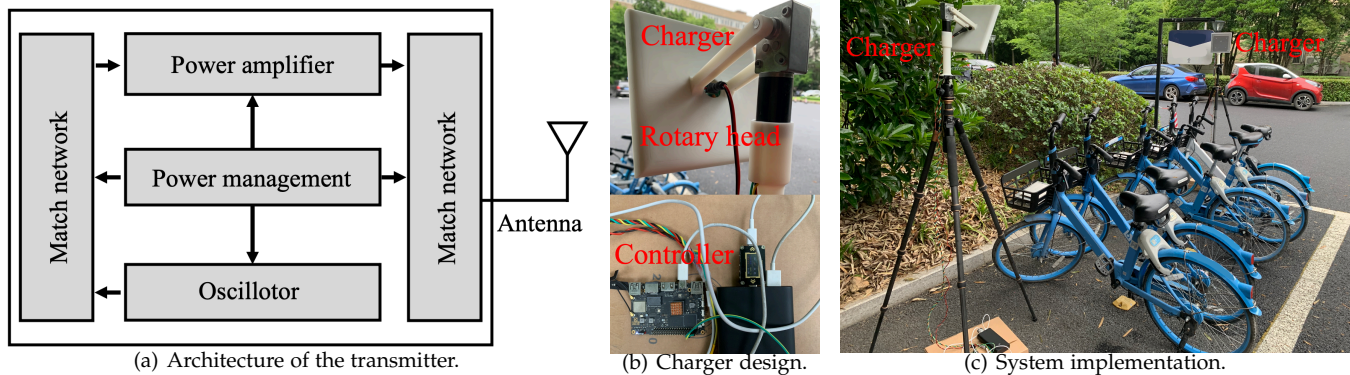 Match network
Power amplifier
Power management
Oscillotor
Match network
Antenna
(a) Architecture of the transmitter.
Charger
Rotary head
Controller
(b) Charger design.
Charger
Charger
(c) System implementation.